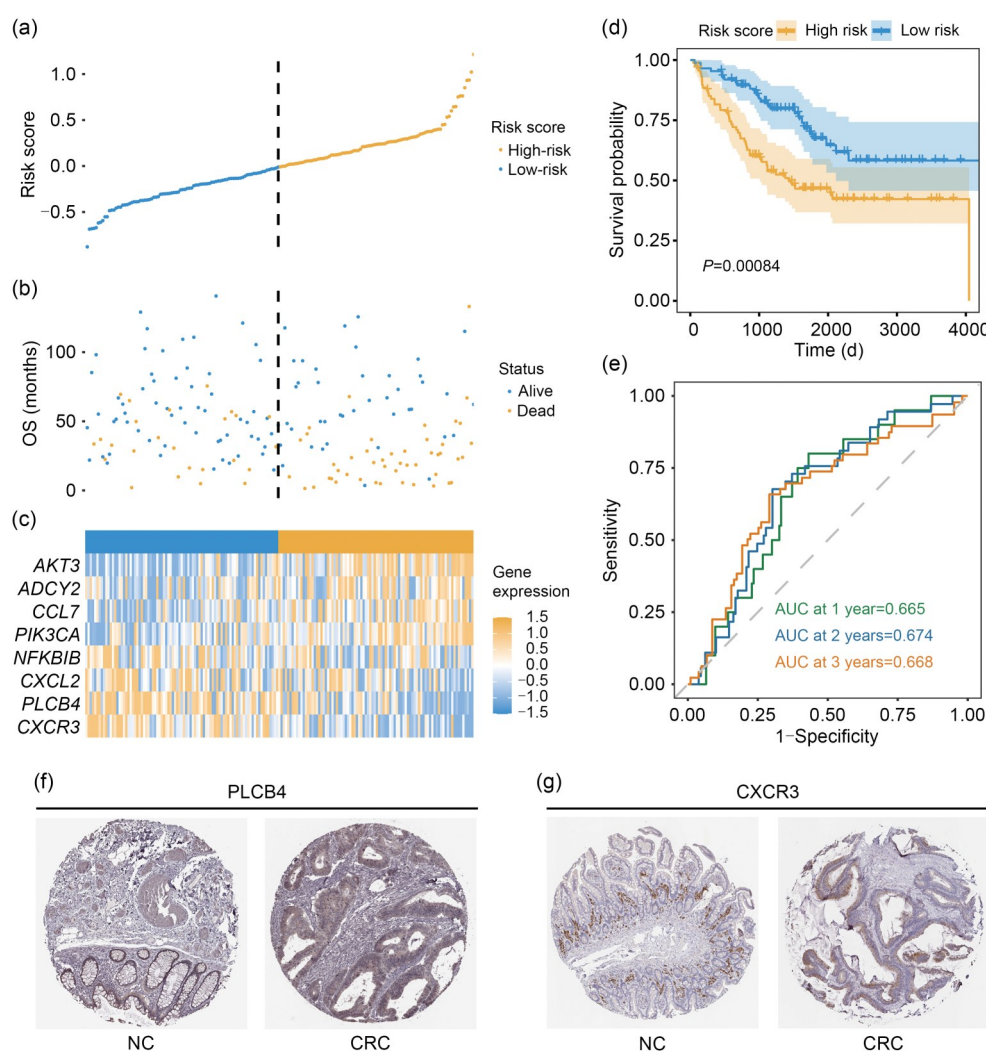 (a)
1.0
0.5
0.0
−0.5
Risk score
Risk score
High-risk
Low-risk
(b)
100
50
0
OS (months)
Status
Alive
Dead
(c)
AKT3
ADCY2
CCL7
PIK3CA
NFKBIB
CXCL2
PLCB4
CXCR3
Gene
expression
1.5
1.0
0.5
0.0
−0.5
−1.0
−1.5
(d)
Risk score High risk Low risk
1.00
0.75
0.50
0.25
0.00
Survival probability
P=0.00084
0 1000 2000 3000 4000
Time (d)
(e)
1.00
0.75
0.50
0.25
0.00
Sensitivity
AUC at 1 year=0.665
AUC at 2 years=0.674
AUC at 3 years=0.668
0.00 0.25 0.50 0.75 1.00
1−Specificity
(f)
PLCB4
NC CRC
(g)
CXCR3
NC CRC